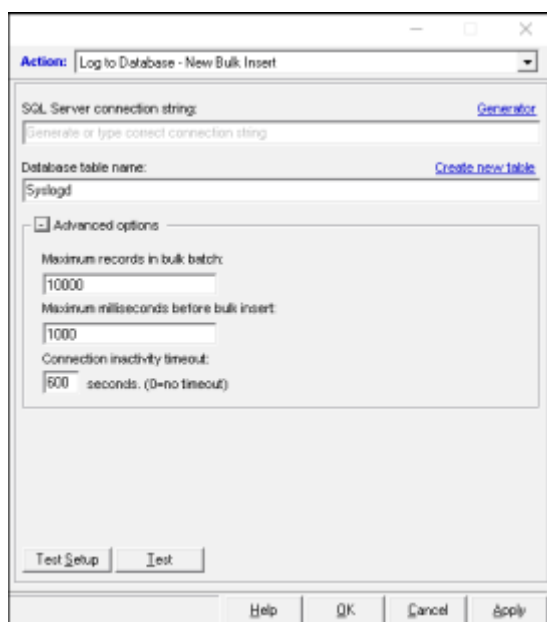 Action: Log to Database - New Bulk Insert
SQL Server connection string: Generator
Generate or type correct connection string
Database table name: Create new table
Syslogd
- Advanced options
Maximum records in bulk batch:
10000
Maximum milliseconds before bulk insert:
1000
Connection inactivity timeout:
600 seconds. (0=no timeout)
Test Setup Test
Help OK Cancel Apply